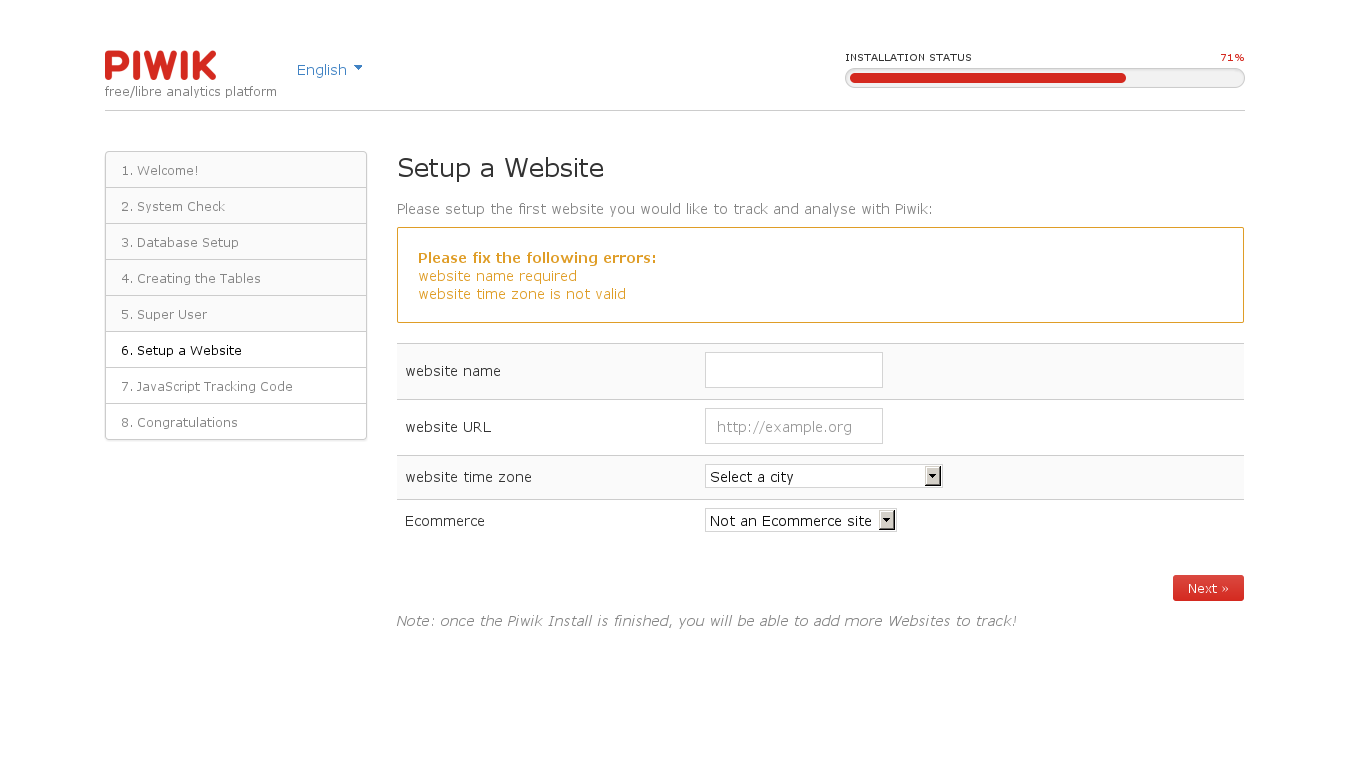 PIWIK
free/libre analytics platform
English
INSTALLATION STATUS 71%
1. Welcome!
2. System Check
3. Database Setup
4. Creating the Tables
5. Super User
6. Setup a Website
7. JavaScript Tracking Code
8. Congratulations
Setup a Website
Please setup the first website you would like to track and analyse with Piwik:
Please fix the following errors:
website name required
website time zone is not valid
website name
website URL http://example.org
website time zone Select a city
Ecommerce Not an Ecommerce site
Next »
Note: once the Piwik Install is finished, you will be able to add more Websites to track!